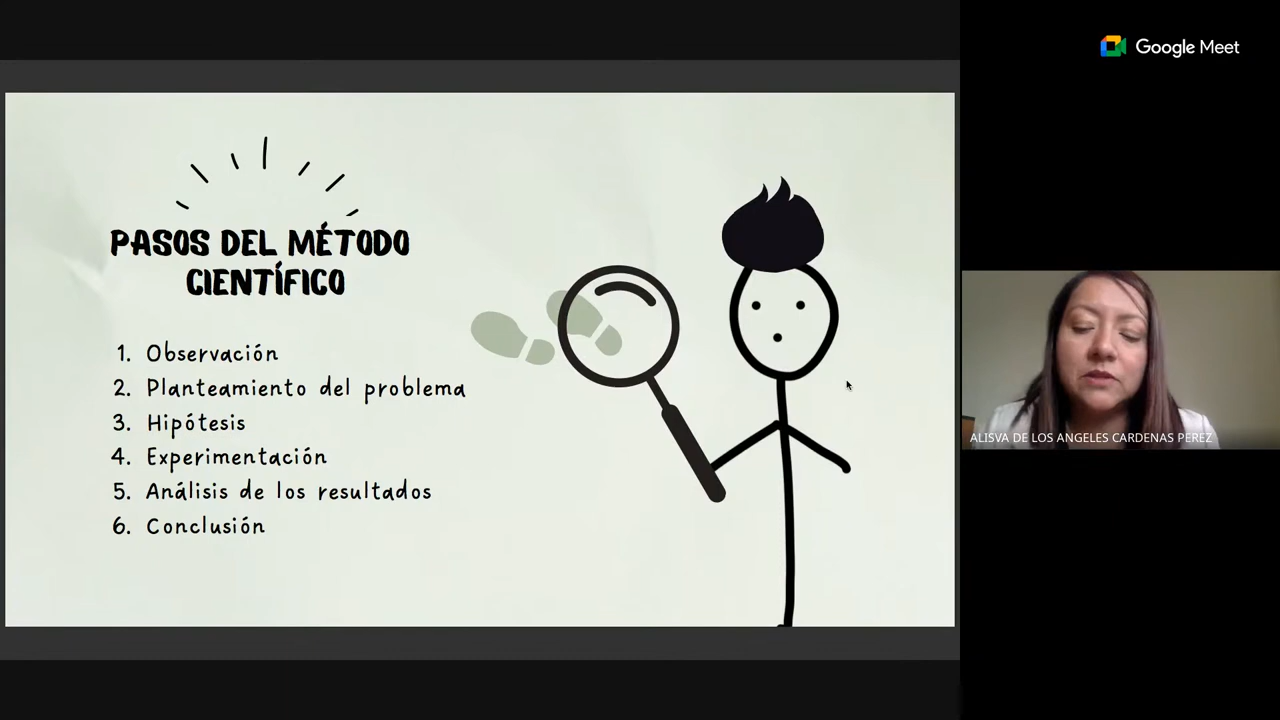 Google Meet
PASOS DEL MÉTODO
CIENTÍFICO
1. Observación
2. Planteamiento del problema
3. Hipótesis
4. Experimentación
5. Análisis de los resultados
6. Conclusión
ALISVA DE LOS ANGELES CARDENAS PEREZ